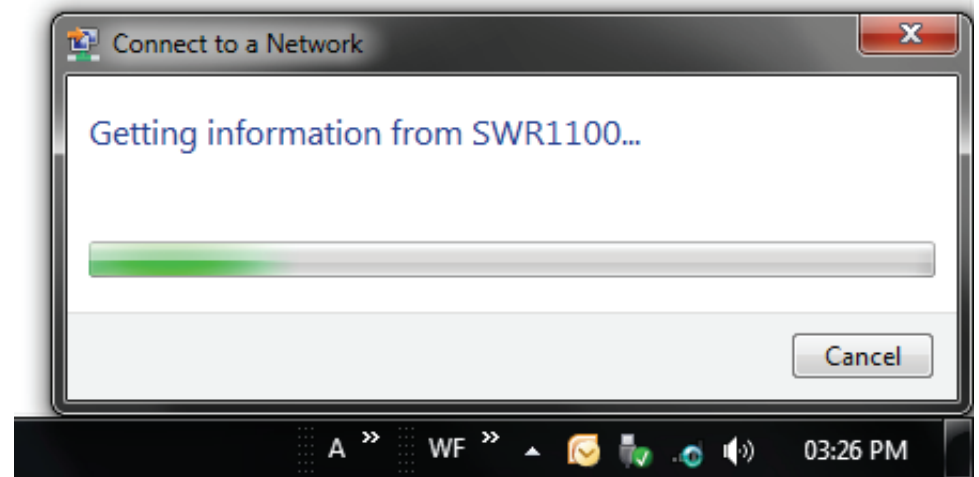 Connect to a Network
Getting information from SWR1100...
Cancel
A » WF » 03:26 PM